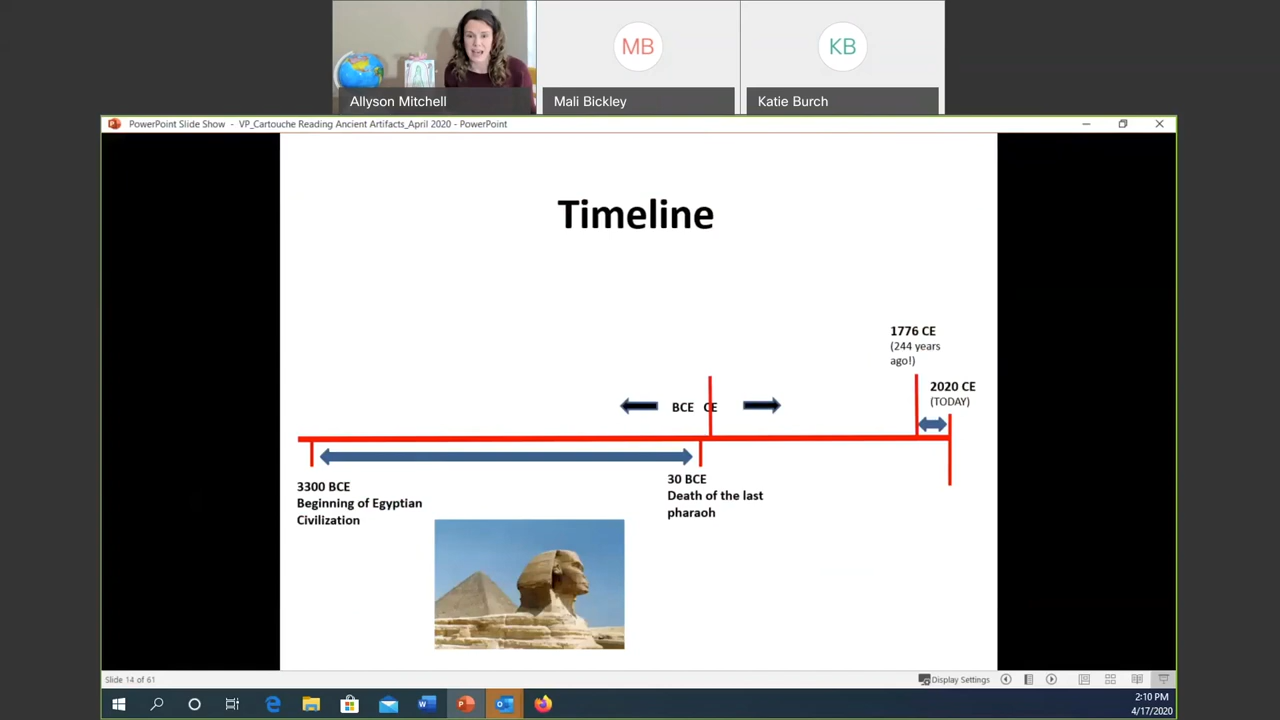 MB
KB
Allyson Mitchell
Mali Bickley
Katie Burch
PowerPoint Slide Show - VP_Cartouche Reading Ancient Artifacts_April 2020 - PowerPoint
Timeline
1776 CE
(244 years
ago!)
2020 CE
(TODAY)
BCE CE
3300 BCE
Beginning of Egyptian
Civilization
30 BCE
Death of the last
pharaoh
Slide 14 of 61
Display Settings
2:10 PM
4/17/2020